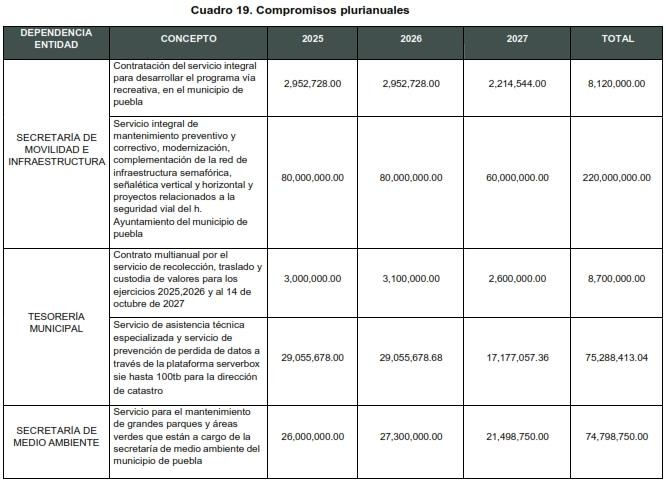 Cuadro 19. Compromisos plurianuales
DEPENDENCIA
ENTIDAD
CONCEPTO
2025
2026
2027
TOTAL
SECRETARÍA DE
MOVILIDAD E
INFRAESTRUCTURA
Contratación del servicio integral
para desarrollar el programa vía
recreativa, en el municipio de
puebla
2,952,728.00
2,952,728.00
2,214,544.00
8,120,000.00
Servicio integral de
mantenimiento preventivo y
correctivo, modernización,
complementación de la red de
infraestructura semafórica,
señalética vertical y horizontal y
proyectos relacionados a la
seguridad vial del h.
Ayuntamiento del municipio de
puebla
80,000,000.00
80,000,000.00
60,000,000.00
220,000,000.00
TESORERÍA
MUNICIPAL
Contrato multianual por el
servicio de recolección, traslado y
custodia de valores para los
ejercicios 2025,2026 y al 14 de
octubre de 2027
3,000,000.00
3,100,000.00
2,600,000.00
8,700,000.00
Servicio de asistencia técnica
especializada y servicio de
prevención de perdida de datos a
través de la plataforma serverbox
sie hasta 100tb para la dirección
de catastro
29,055,678.00
29,055,678.68
17,177,057.36
75,288,413.04
SECRETARÍA DE
MEDIO AMBIENTE
Servicio para el mantenimiento
de grandes parques y áreas
verdes que están a cargo de la
secretaría de medio ambiente del
municipio de puebla
26,000,000.00
27,300,000.00
21,498,750.00
74,798,750.00